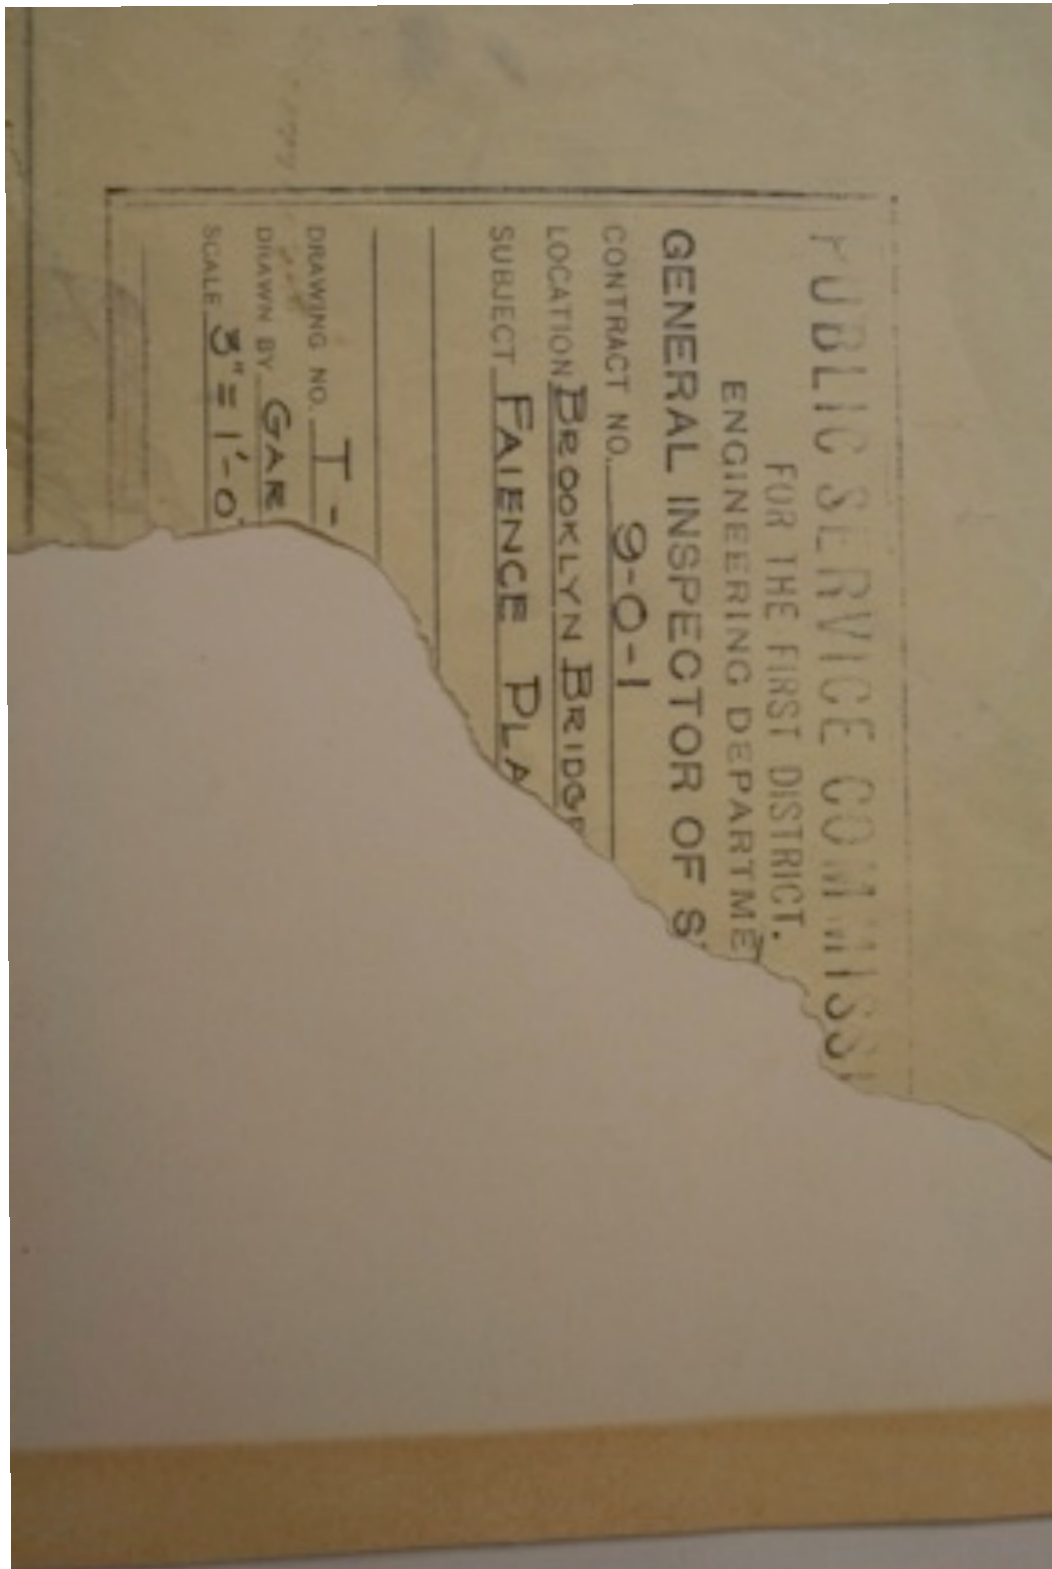 PUBLIC SERVICE COMMISS
FOR THE FIRST DISTRICT.
ENGINEERING DEPARTME
GENERAL INSPECTOR OF S
CONTRACT NO. 9-0-1
LOCATION BROOKLYN BRIDGE
SUBJECT FAIENCE PLA
DRAWING NO. T-
DRAWN BY GAR
SCALE 3" = 1'-0"